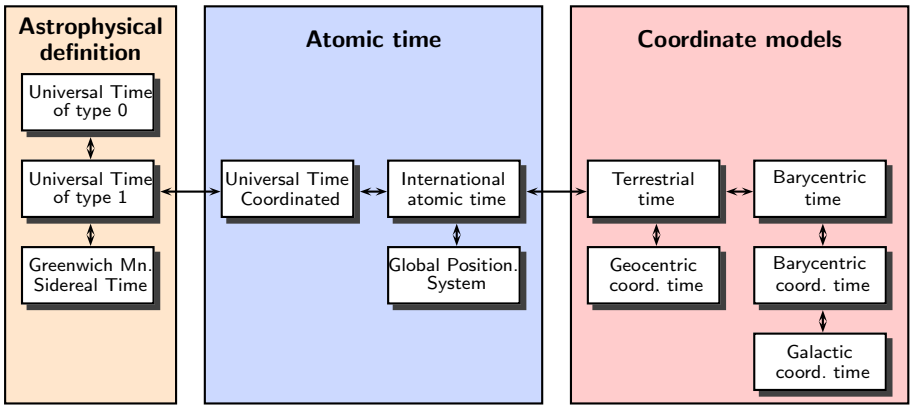 Astrophysical
definition
Universal Time
of type 0
Universal Time
of type 1
Greenwich Mn.
Sidereal Time
Atomic time
Universal Time
Coordinated
International
atomic time
Global Position.
System
Coordinate models
Terrestrial
time
Barycentric
time
Geocentric
coord. time
Barycentric
coord. time
Galactic
coord. time